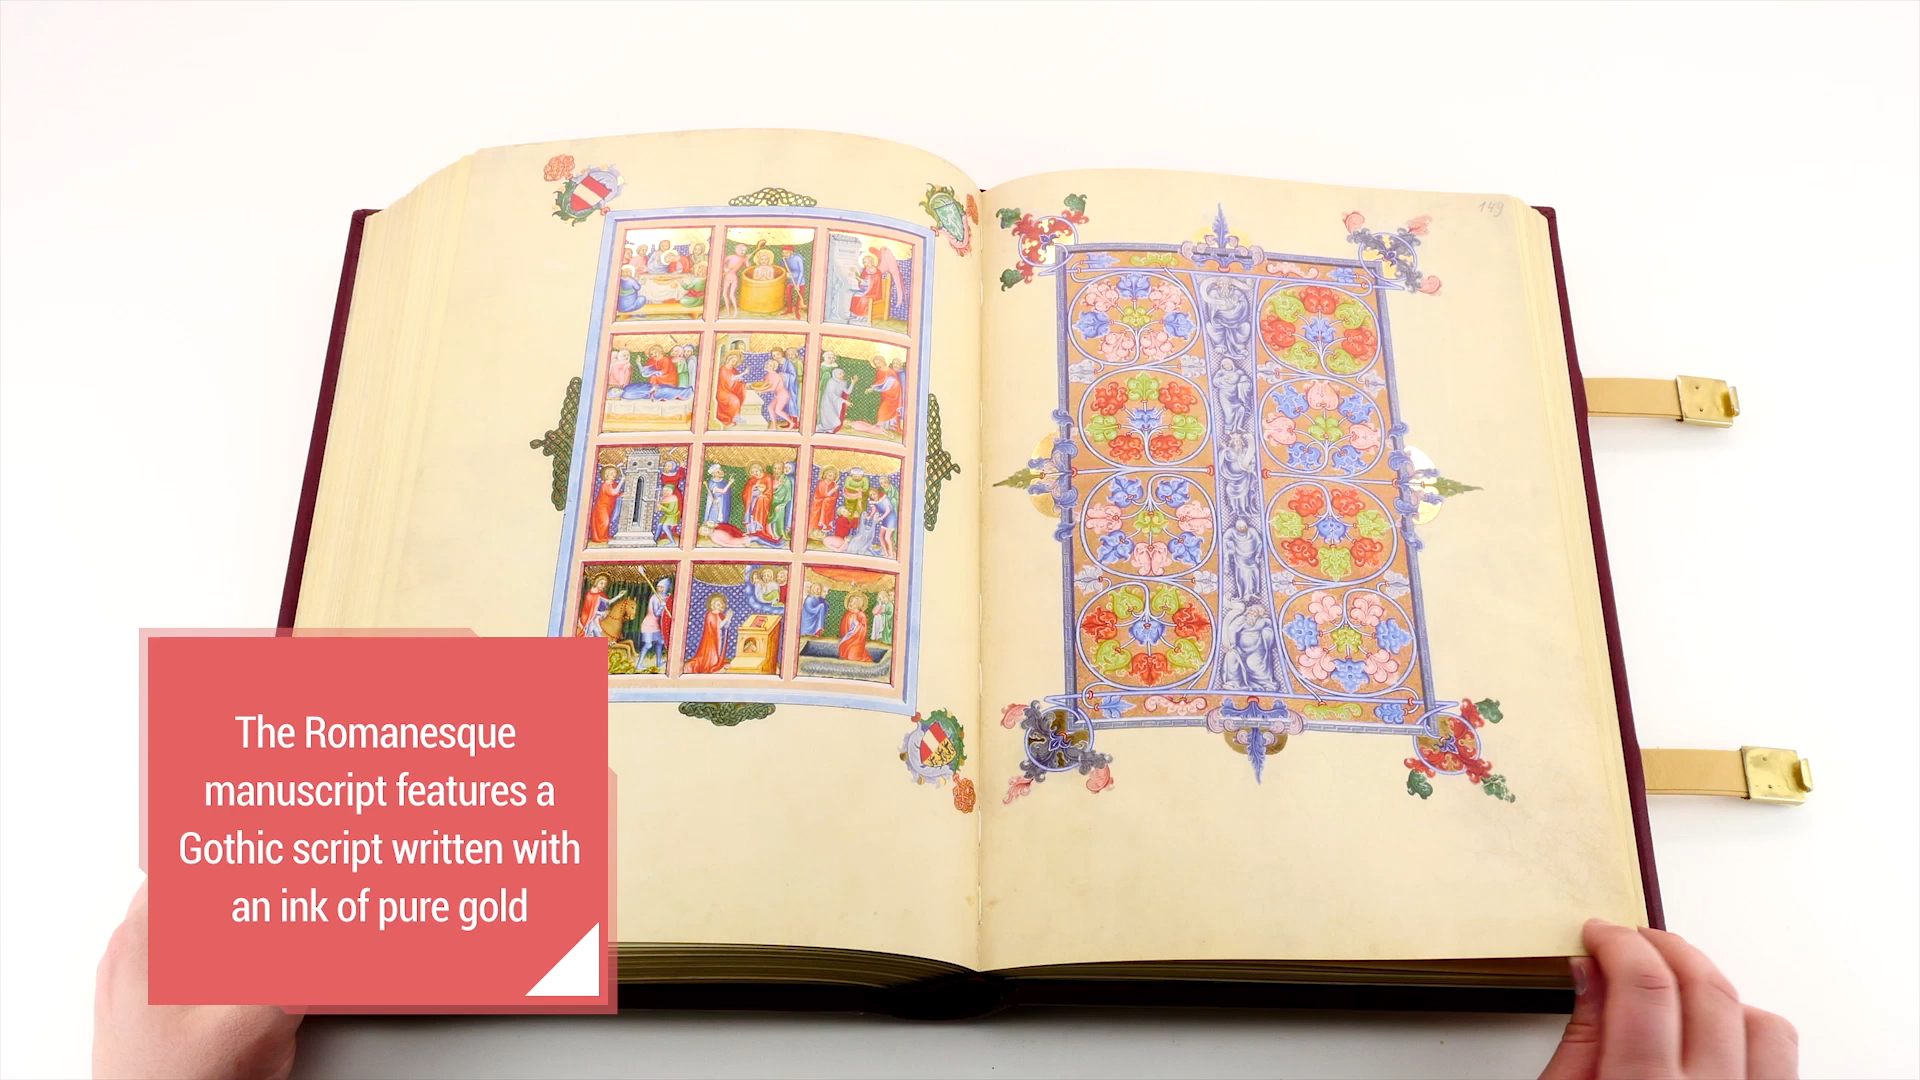 149
The Romanesque
manuscript features a
Gothic script written with
an ink of pure gold